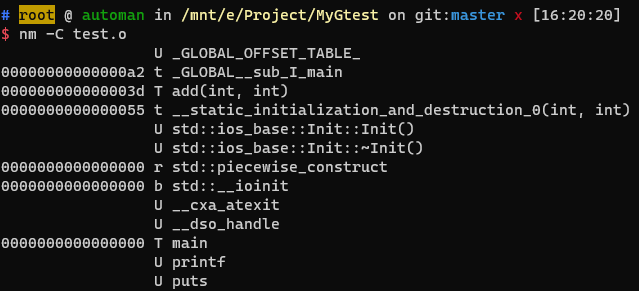 # root @ automan in /mnt/e/Project/MyGtest on git:master x [16:20:20]
$ nm -C test.o
                 U _GLOBAL_OFFSET_TABLE_
00000000000000a2 t _GLOBAL__sub_I_main
000000000000003d T add(int, int)
0000000000000055 t __static_initialization_and_destruction_0(int, int)
                 U std::ios_base::Init::Init()
                 U std::ios_base::Init::~Init()
0000000000000000 r std::piecewise_construct
0000000000000000 b std::__ioinit
                 U __cxa_atexit
                 U __dso_handle
0000000000000000 T main
                 U printf
                 U puts